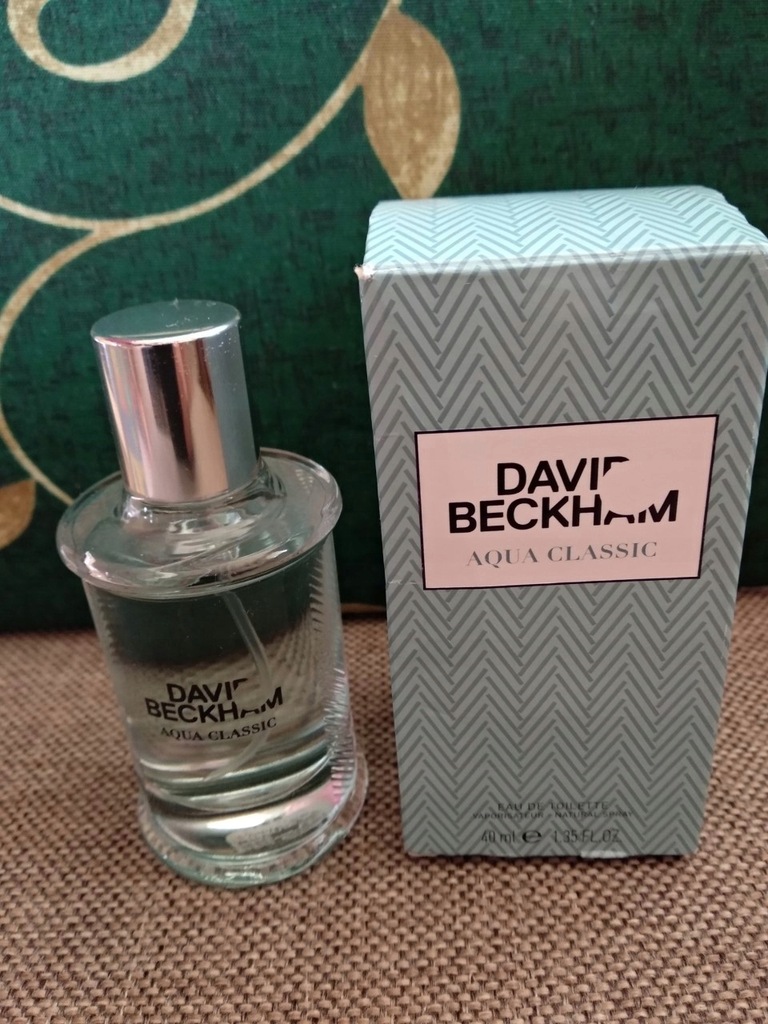 DAVID
BECKHAM
AQUA CLASSIC
EAU DE TOILETTE
VAPORISATEUR - NATURAL SPRAY
40 ml e 1.35 FL.OZ
DAVID
BECKHAM
AQUA CLASSIC